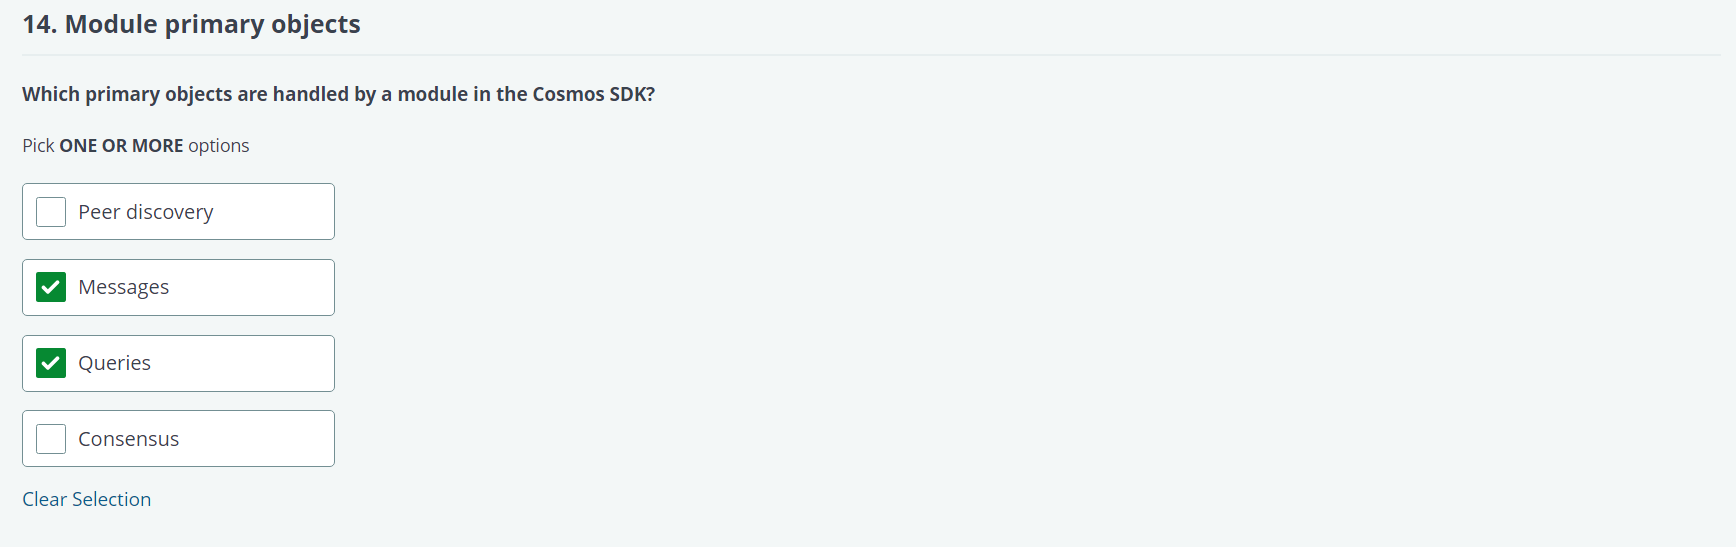 14. Module primary objects
Which primary objects are handled by a module in the Cosmos SDK?
Pick ONE OR MORE options
Peer discovery
Messages
Queries
Consensus
Clear Selection